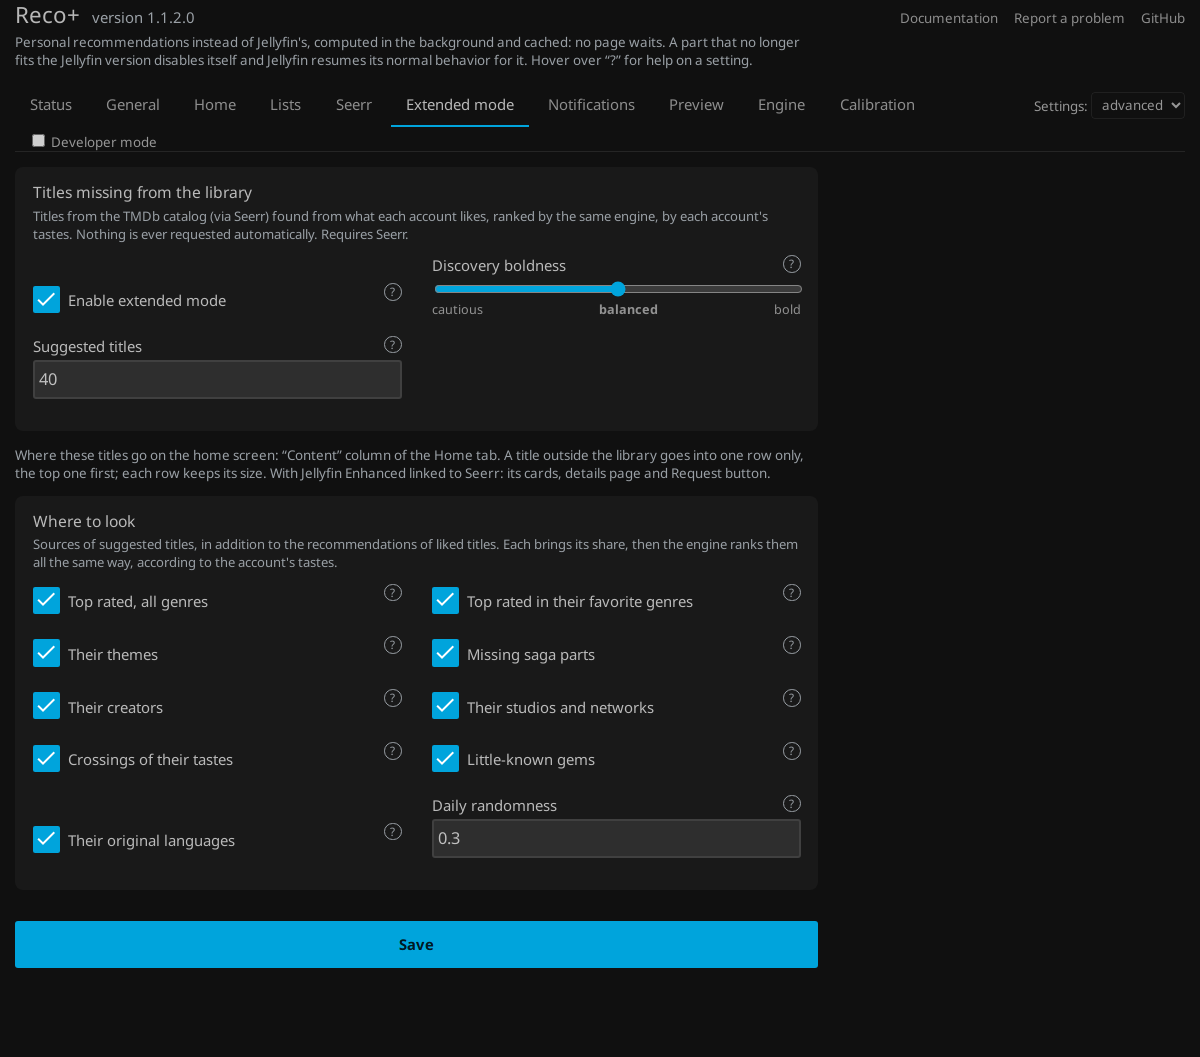 Reco+ version 1.1.2.0
Documentation Report a problem GitHub
Personal recommendations instead of Jellyfin's, computed in the background and cached: no page waits. A part that no longer
fits the Jellyfin version disables itself and Jellyfin resumes its normal behavior for it. Hover over “?” for help on a setting.
Status General Home Lists Seerr Extended mode Notifications Preview Engine Calibration
Settings: advanced
Developer mode
Titles missing from the library
Titles from the TMDb catalog (via Seerr) found from what each account likes, ranked by the same engine, by each account's
tastes. Nothing is ever requested automatically. Requires Seerr.
Enable extended mode ?
Discovery boldness ?
cautious balanced bold
Suggested titles ?
40
Where these titles go on the home screen: “Content” column of the Home tab. A title outside the library goes into one row only,
the top one first; each row keeps its size. With Jellyfin Enhanced linked to Seerr: its cards, details page and Request button.
Where to look
Sources of suggested titles, in addition to the recommendations of liked titles. Each brings its share, then the engine ranks them
all the same way, according to the account's tastes.
Top rated, all genres ? Top rated in their favorite genres ?
Their themes ? Missing saga parts ?
Their creators ? Their studios and networks ?
Crossings of their tastes ? Little-known gems ?
Their original languages ?
Daily randomness ?
0.3
Save